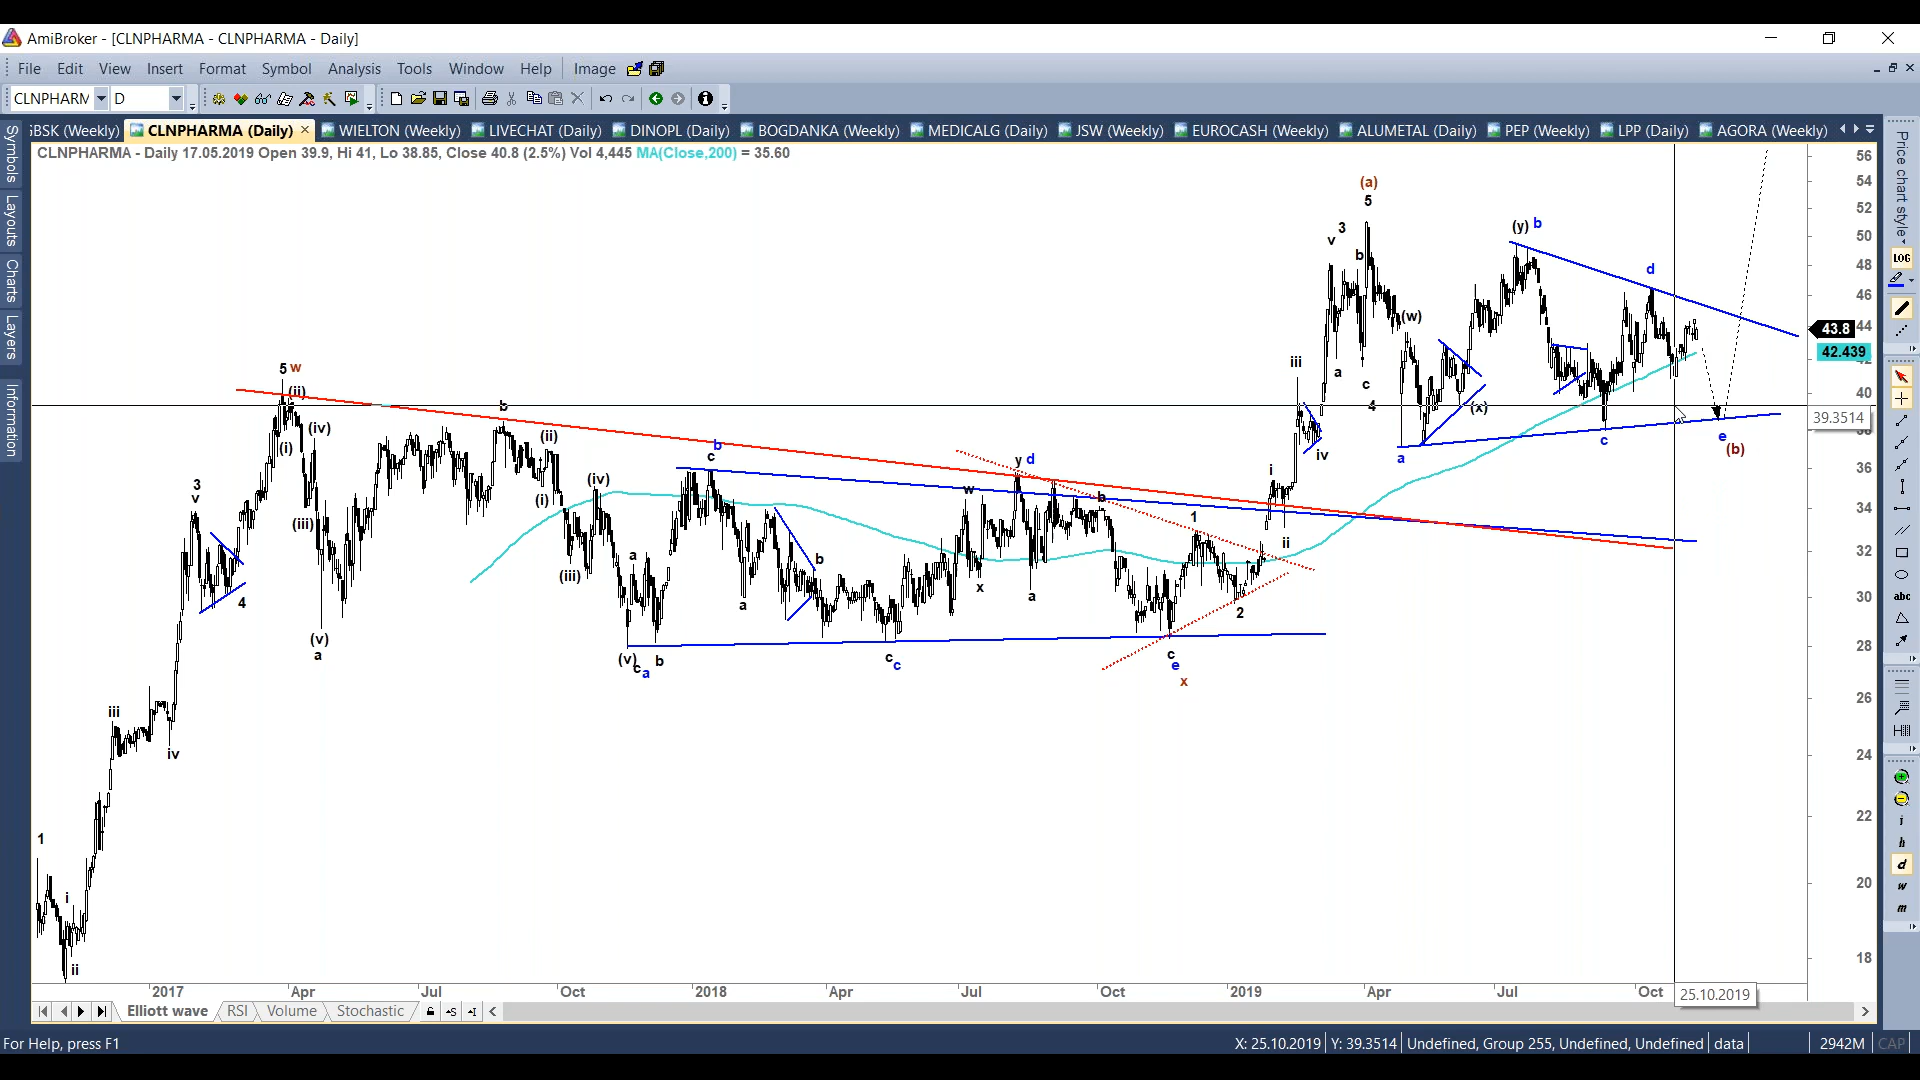 AmiBroker - [CLNPHARMA - CLNPHARMA - Daily]
File Edit View Insert Format Symbol Analysis Tools Window Help Image
CLNPHARM D
BSK (Weekly) CLNPHARMA (Daily) WIELTON (Weekly) LIVECHAT (Daily) DINOPL (Daily) BOGDANKA (Weekly) MEDICALG (Daily) JSW (Weekly) EUROCASH (Weekly) ALUMETAL (Daily) PEP (Weekly) LPP (Daily) AGORA (Weekly)
CLNPHARMA - Daily 17.05.2019 Open 39.9, Hi 41, Lo 38.85, Close 40.8 (2.5%) Vol 4,445 MA(Close,200) = 35.60
Symbols
Layouts
Charts
Layers
Information
Price chart style
LOG
abc
i
h
d
w
m
56
54
52
50
48
46
43.8 44
42.439
40
39.3514
36
34
32
30
28
26
24
22
20
18
(a)
5
3
v
b
(y) b
d
(w)
iii
a
c
4
(x)
iv
a
c
e
(b)
5 w
(ii)
(iv)
(i)
b
(ii)
(i)
(iv)
b
c
y d
w
b
i
3
v
(iii)
1
ii
a
b
(iii)
x
a
4
a
2
(v)
a
(v)
c a
b
c c
c
e
x
iii
iv
1
i
ii
2017 Apr Jul Oct 2018 Apr Jul Oct 2019 Apr Jul Oct
25.10.2019
Elliott wave RSI Volume Stochastic
For Help, press F1
X: 25.10.2019 Y: 39.3514 Undefined, Group 255, Undefined, Undefined data 2942M CAP